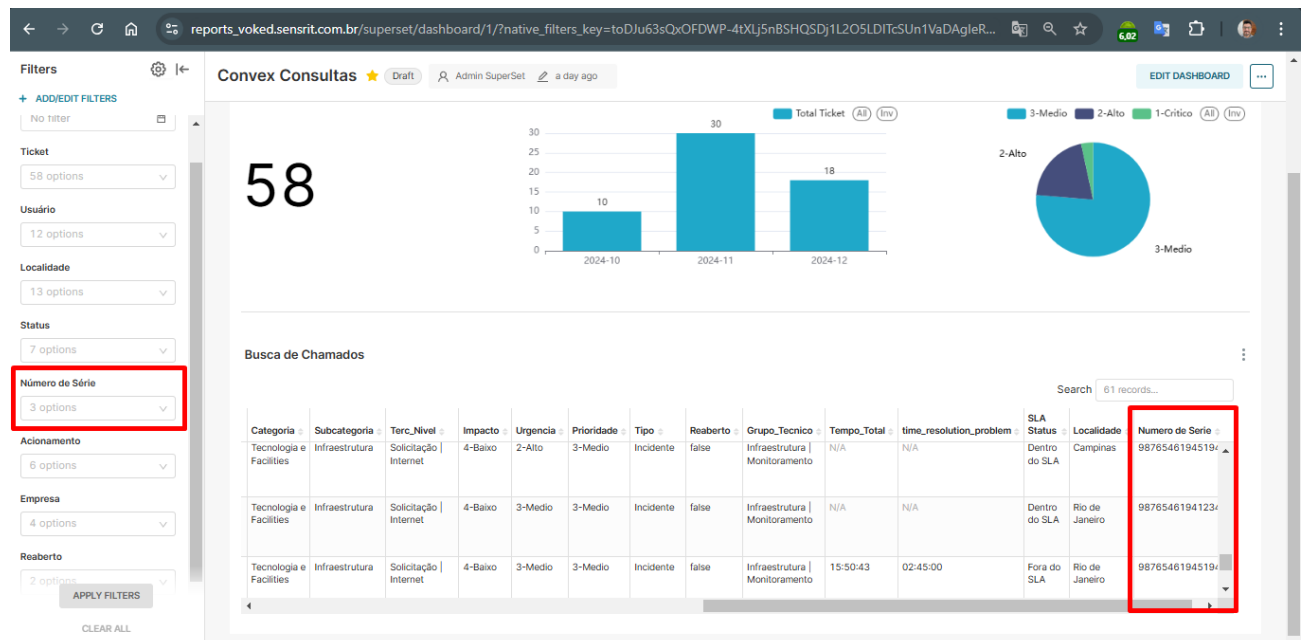 reports_voked.sensrit.com.br/superset/dashboard/1/?native_filters_key=toDJu63sQxOFDWP-4tXLj5nBSHQSDj1L2O5LDITcSUn1VaDAgIeR...
6,02
Filters
+ ADD/EDIT FILTERS
No filter
Ticket
58 options
Usuário
12 options
Localidade
13 options
Status
7 options
Número de Série
3 options
Acionamento
6 options
Empresa
4 options
Reaberto
2 options
APPLY FILTERS
CLEAR ALL
Convex Consultas Draft Admin SuperSet a day ago EDIT DASHBOARD ...
58
Total Ticket All Inv
30
25
20
15
10
5
0
10
30
18
2024-10 2024-11 2024-12
3-Medio 2-Alto 1-Critico All Inv
2-Alto
3-Medio
Busca de Chamados
Search 61 records...
Categoria Subcategoria Terc_Nivel Impacto Urgencia Prioridade Tipo Reaberto Grupo_Tecnico Tempo_Total time_resolution_problem SLA Status Localidade Numero de Serie
Tecnologia e Infraestrutura Solicitação | 4-Baixo 2-Alto 3-Medio Incidente false Infraestrutura | N/A N/A Dentro Campinas 9876546194519
Facilities Internet Monitoramento do SLA
Tecnologia e Infraestrutura Solicitação | 4-Baixo 3-Medio 3-Medio Incidente false Infraestrutura | N/A N/A Dentro Rio de 9876546194123
Facilities Internet Monitoramento do SLA Janeiro
Tecnologia e Infraestrutura Solicitação | 4-Baixo 3-Medio 3-Medio Incidente false Infraestrutura | 15:50:43 02:45:00 Fora do Rio de 9876546194519
Facilities Internet Monitoramento SLA Janeiro